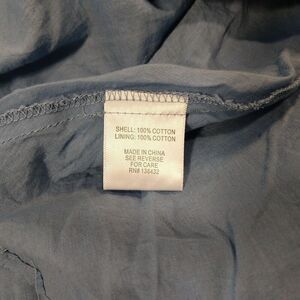 SHELL: 100% COTTON
LINING: 100% COTTON
MADE IN CHINA
SEE REVERSE
FOR CARE
RN# 136432